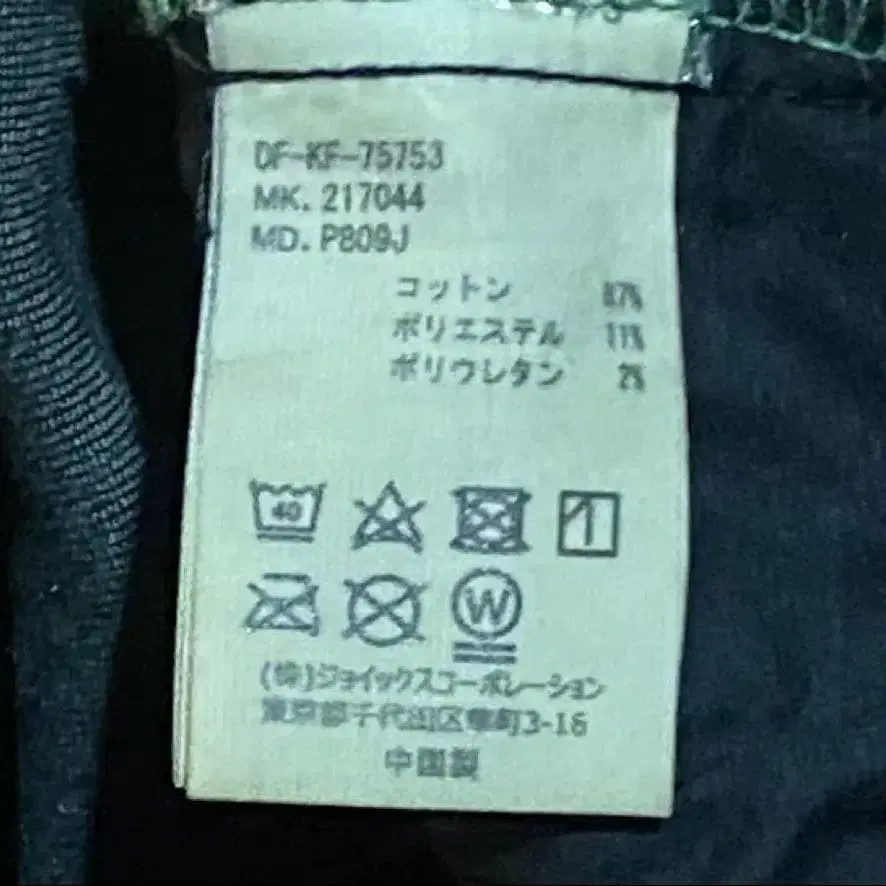 DF-KF-75753
MK. 217044
MD. P809J
コットン 87%
ポリエステル 11%
ポリウレタン 2%
40
W
(株)ジョイックスコーポレーション
東京都千代田区麹町3-16
中国製